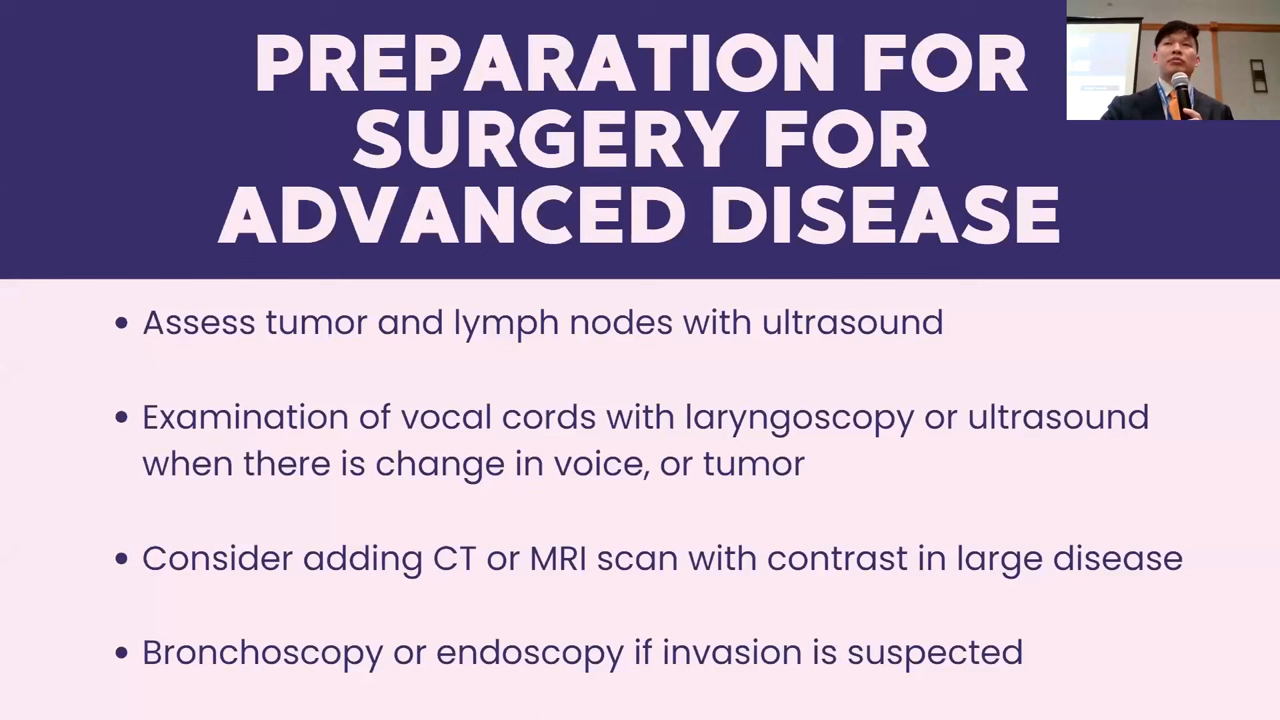 PREPARATION FOR
SURGERY FOR
ADVANCED DISEASE
• Assess tumor and lymph nodes with ultrasound
• Examination of vocal cords with laryngoscopy or ultrasound
when there is change in voice, or tumor
• Consider adding CT or MRI scan with contrast in large disease
• Bronchoscopy or endoscopy if invasion is suspected